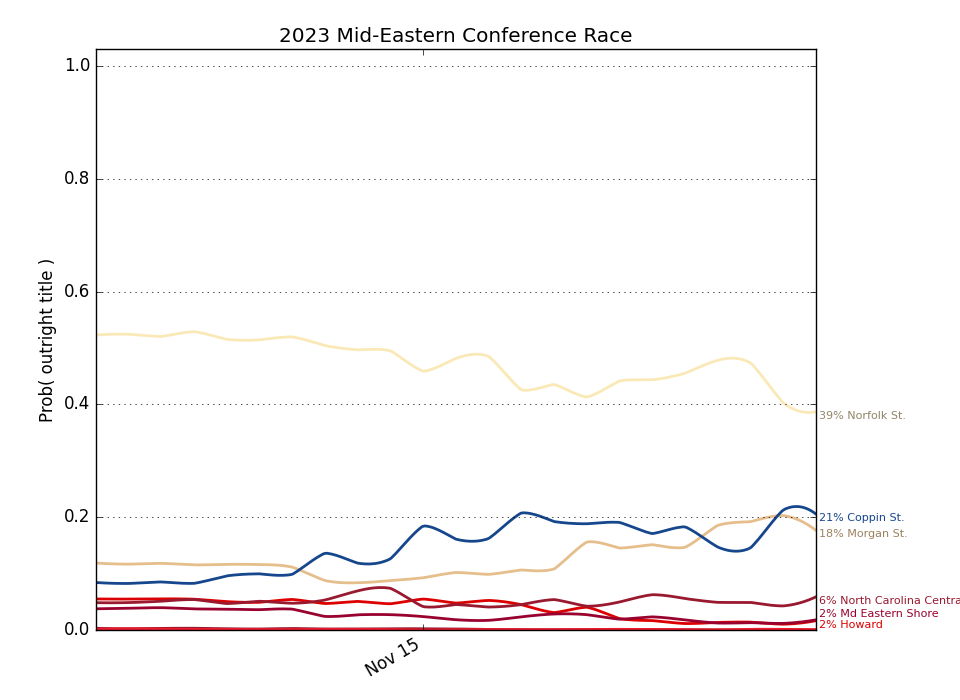 2023 Mid-Eastern Conference Race
Prob( outright title )
1.0
0.8
0.6
0.4
0.2
0.0
Nov 15
39% Norfolk St.
21% Coppin St.
18% Morgan St.
6% North Carolina Centra
2% Md Eastern Shore
2% Howard